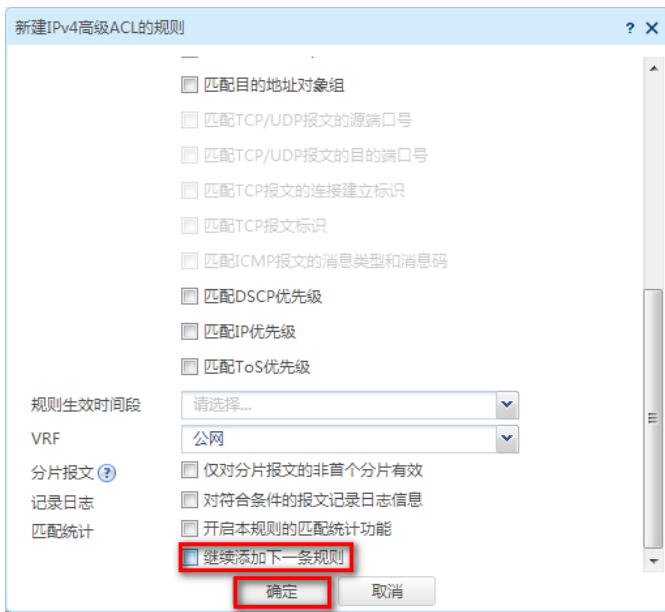 新建IPv4高级ACL的规则 ?
匹配目的地址对象组
匹配TCP/UDP报文的源端口号
匹配TCP/UDP报文的目的端口号
匹配TCP报文的连接建立标识
匹配TCP报文标识
匹配ICMP报文的消息类型和消息码
匹配DSCP优先级
匹配IP优先级
匹配ToS优先级
规则生效时间段 请选择...
VRF 公网
分片报文 ? 仅对分片报文的非首个分片有效
记录日志 对符合条件的报文记录日志信息
匹配统计 开启本规则的匹配统计功能
继续添加下一条规则
确定 取消